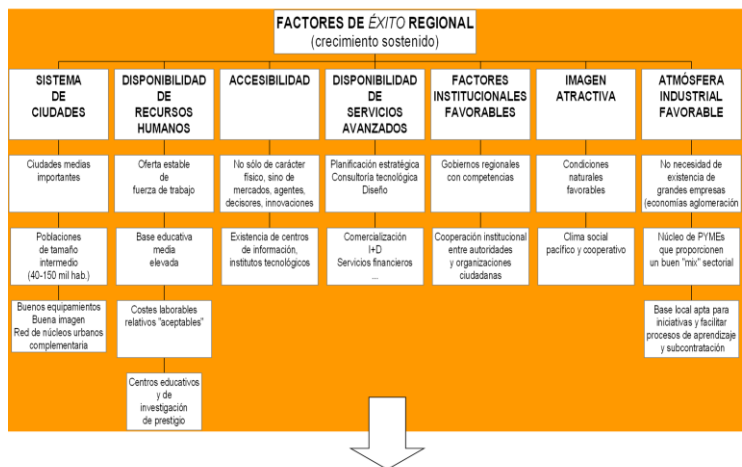 FACTORES DE ÉXITO REGIONAL
(crecimiento sostenido)
SISTEMA
DE
CIUDADES
Ciudades medias
importantes
Poblaciones
de tamaño
intermedio
(40-150 mil hab.)
Buenos equipamientos
Buena imagen
Red de núcleos urbanos
complementaria
DISPONIBILIDAD
DE
RECURSOS
HUMANOS
Oferta estable
de
fuerza de trabajo
Base educativa
media
elevada
Costes laborables
relativos "aceptables"
Centros educativos
y de
investigación
de prestigio
ACCESIBILIDAD
No sólo de carácter
físico, sino de
mercados, agentes,
decisores, innovaciones
Existencia de centros
de información,
institutos tecnológicos
DISPONIBILIDAD
DE
SERVICIOS
AVANZADOS
Planificación estratégica
Consultoría tecnológica
Diseño
Comercialización
I+D
Servicios financieros
...
FACTORES
INSTITUCIONALES
FAVORABLES
Gobiernos regionales
con competencias
Cooperación institucional
entre autoridades
y organizaciones
ciudadanas
IMAGEN
ATRACTIVA
Condiciones
naturales
favorables
Clima social
pacífico y cooperativo
ATMÓSFERA
INDUSTRIAL
FAVORABLE
No necesidad de
existencia de
grandes empresas
(economías aglomeración
Núcleo de PYMEs
que proporcionen
un buen "mix" sectorial
Base local apta para
iniciativas y facilitar
procesos de aprendizaje
y subcontratación